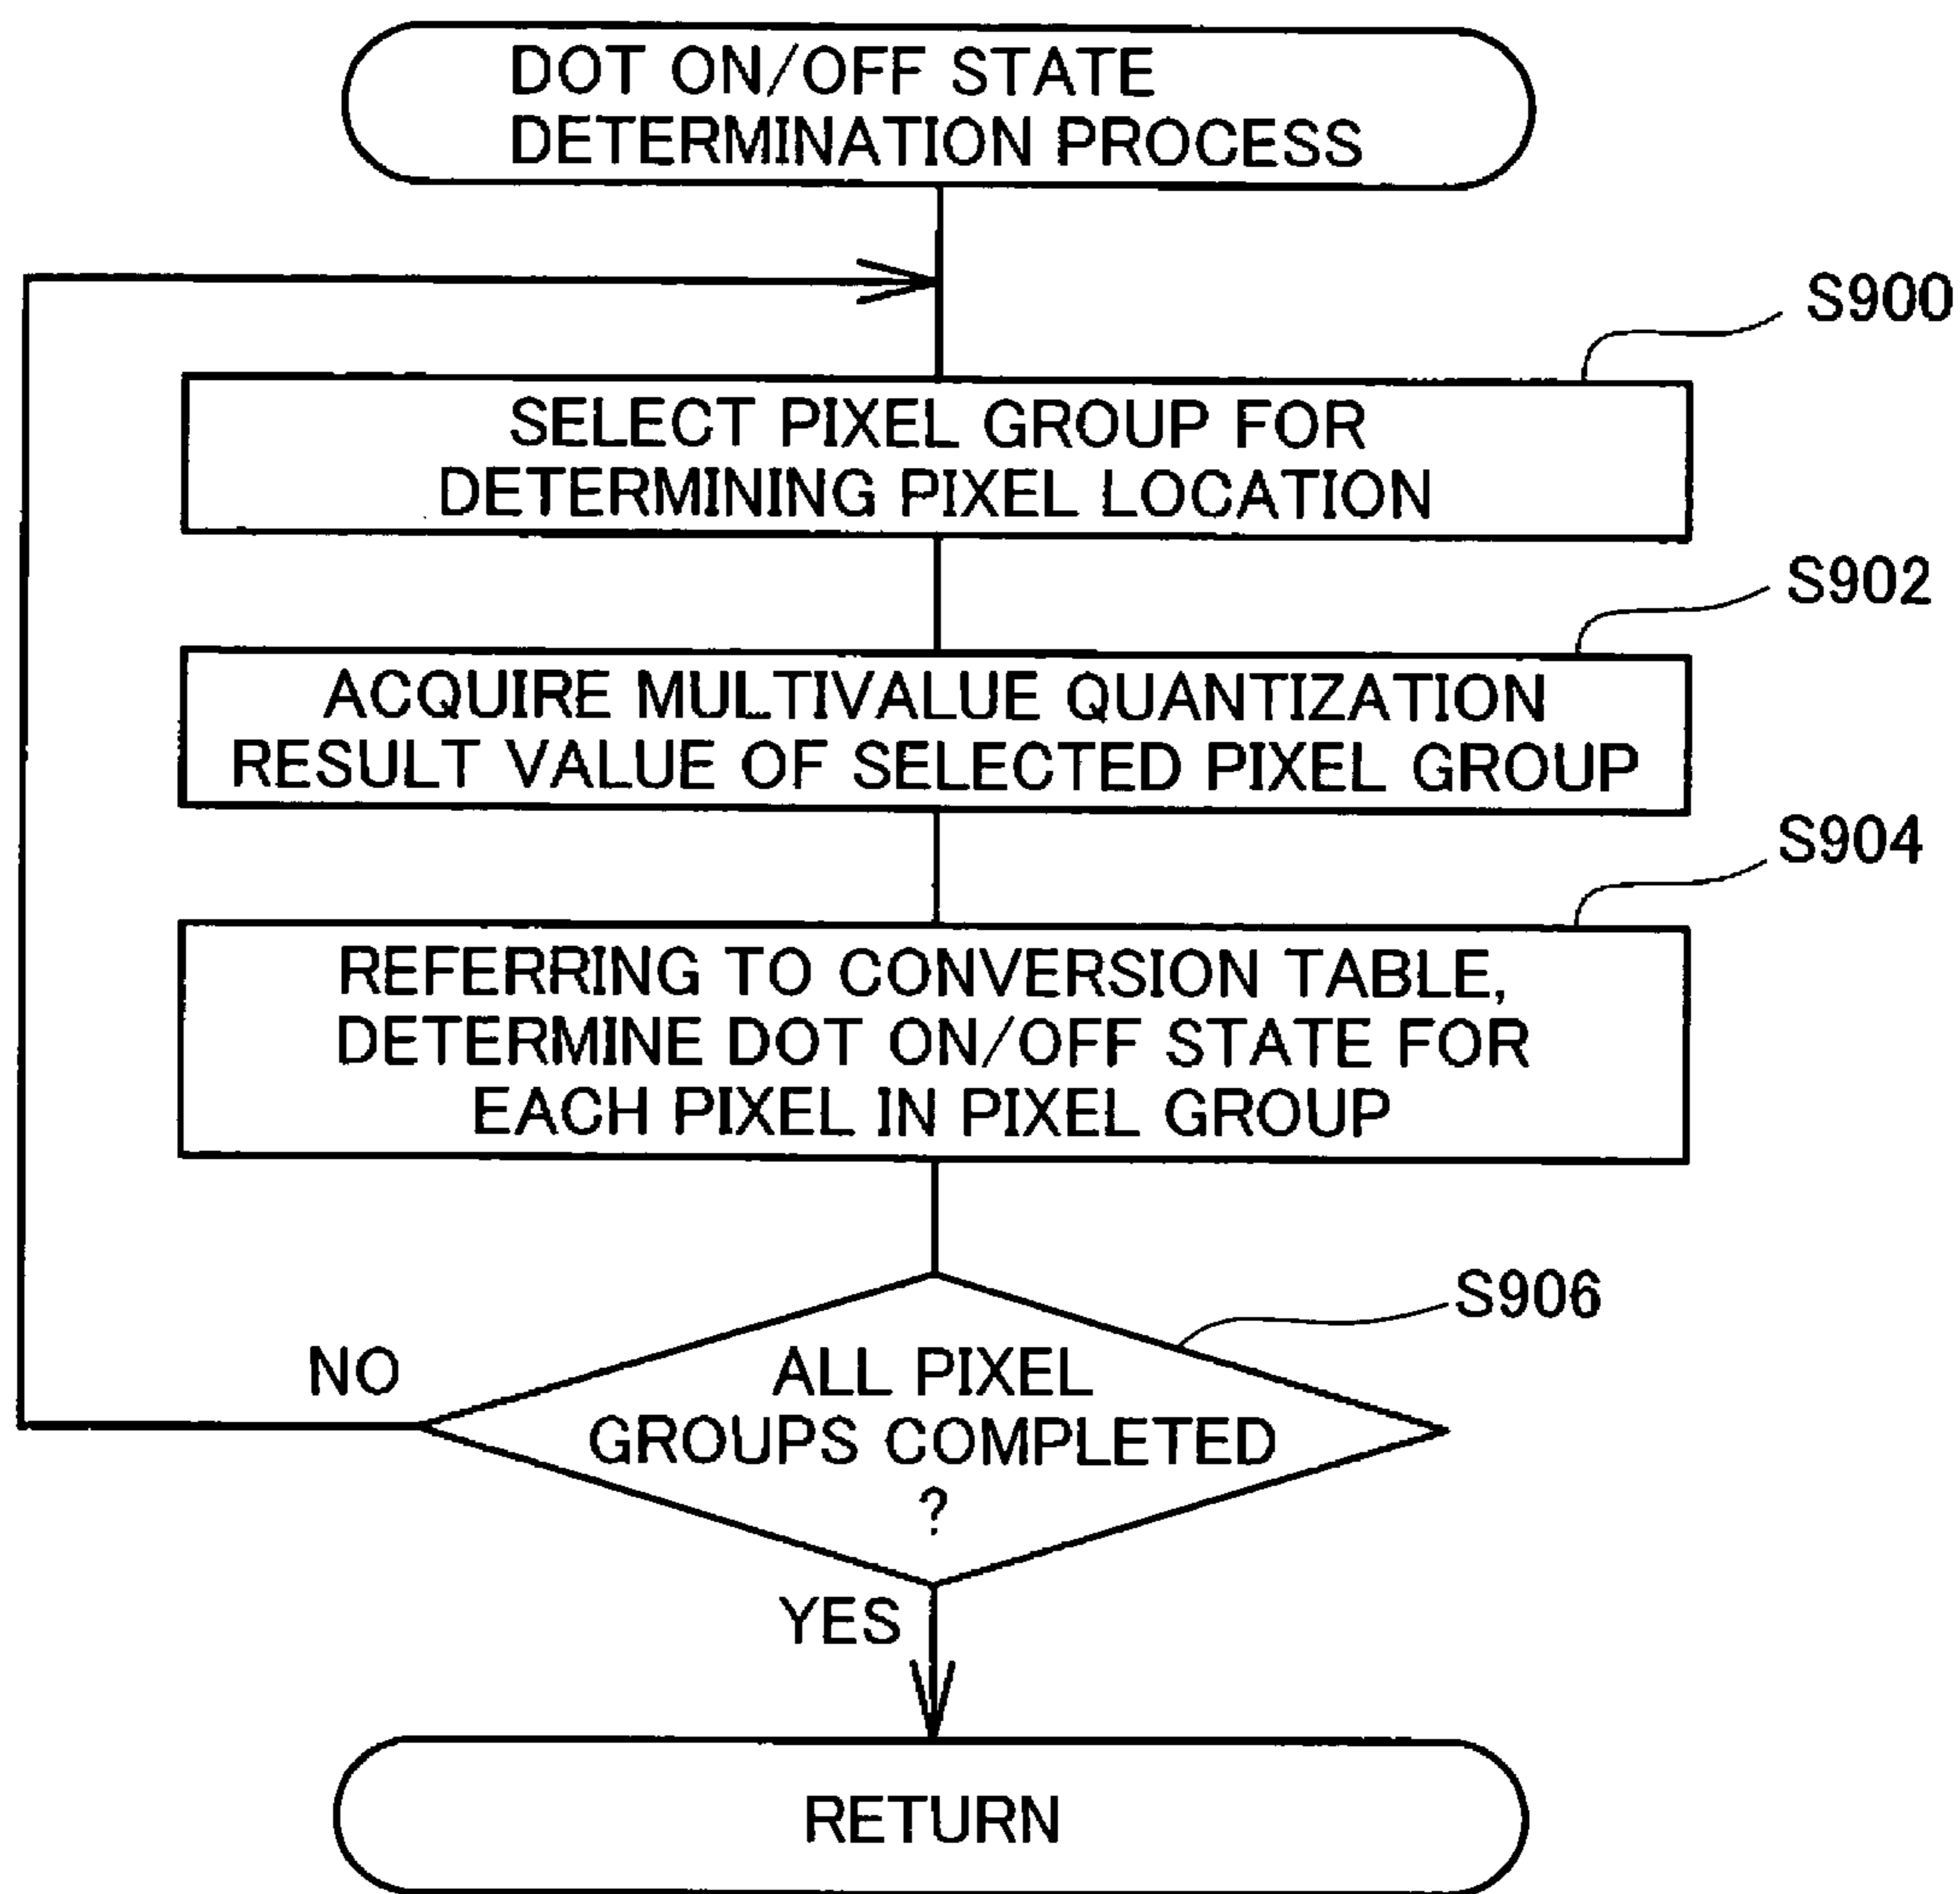 DOT ON/OFF STATE
DETERMINATION PROCESS
S900
SELECT PIXEL GROUP FOR
DETERMINING PIXEL LOCATION
S902
ACQUIRE MULTIVALUE QUANTIZATION
RESULT VALUE OF SELECTED PIXEL GROUP
S904
REFERRING TO CONVERSION TABLE,
DETERMINE DOT ON/OFF STATE FOR
EACH PIXEL IN PIXEL GROUP
S906
NO
ALL PIXEL
GROUPS COMPLETED
?
YES
RETURN